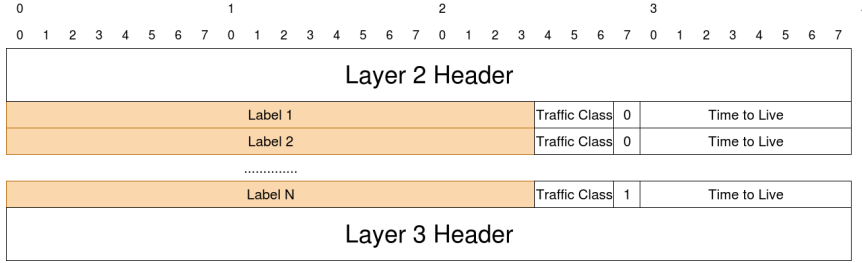 0 1 2 3
0 1 2 3 4 5 6 7 0 1 2 3 4 5 6 7 0 1 2 3 4 5 6 7 0 1 2 3 4 5 6 7
Layer 2 Header
Label 1 Traffic Class 0 Time to Live
Label 2 Traffic Class 0 Time to Live
..............
Label N Traffic Class 1 Time to Live
Layer 3 Header